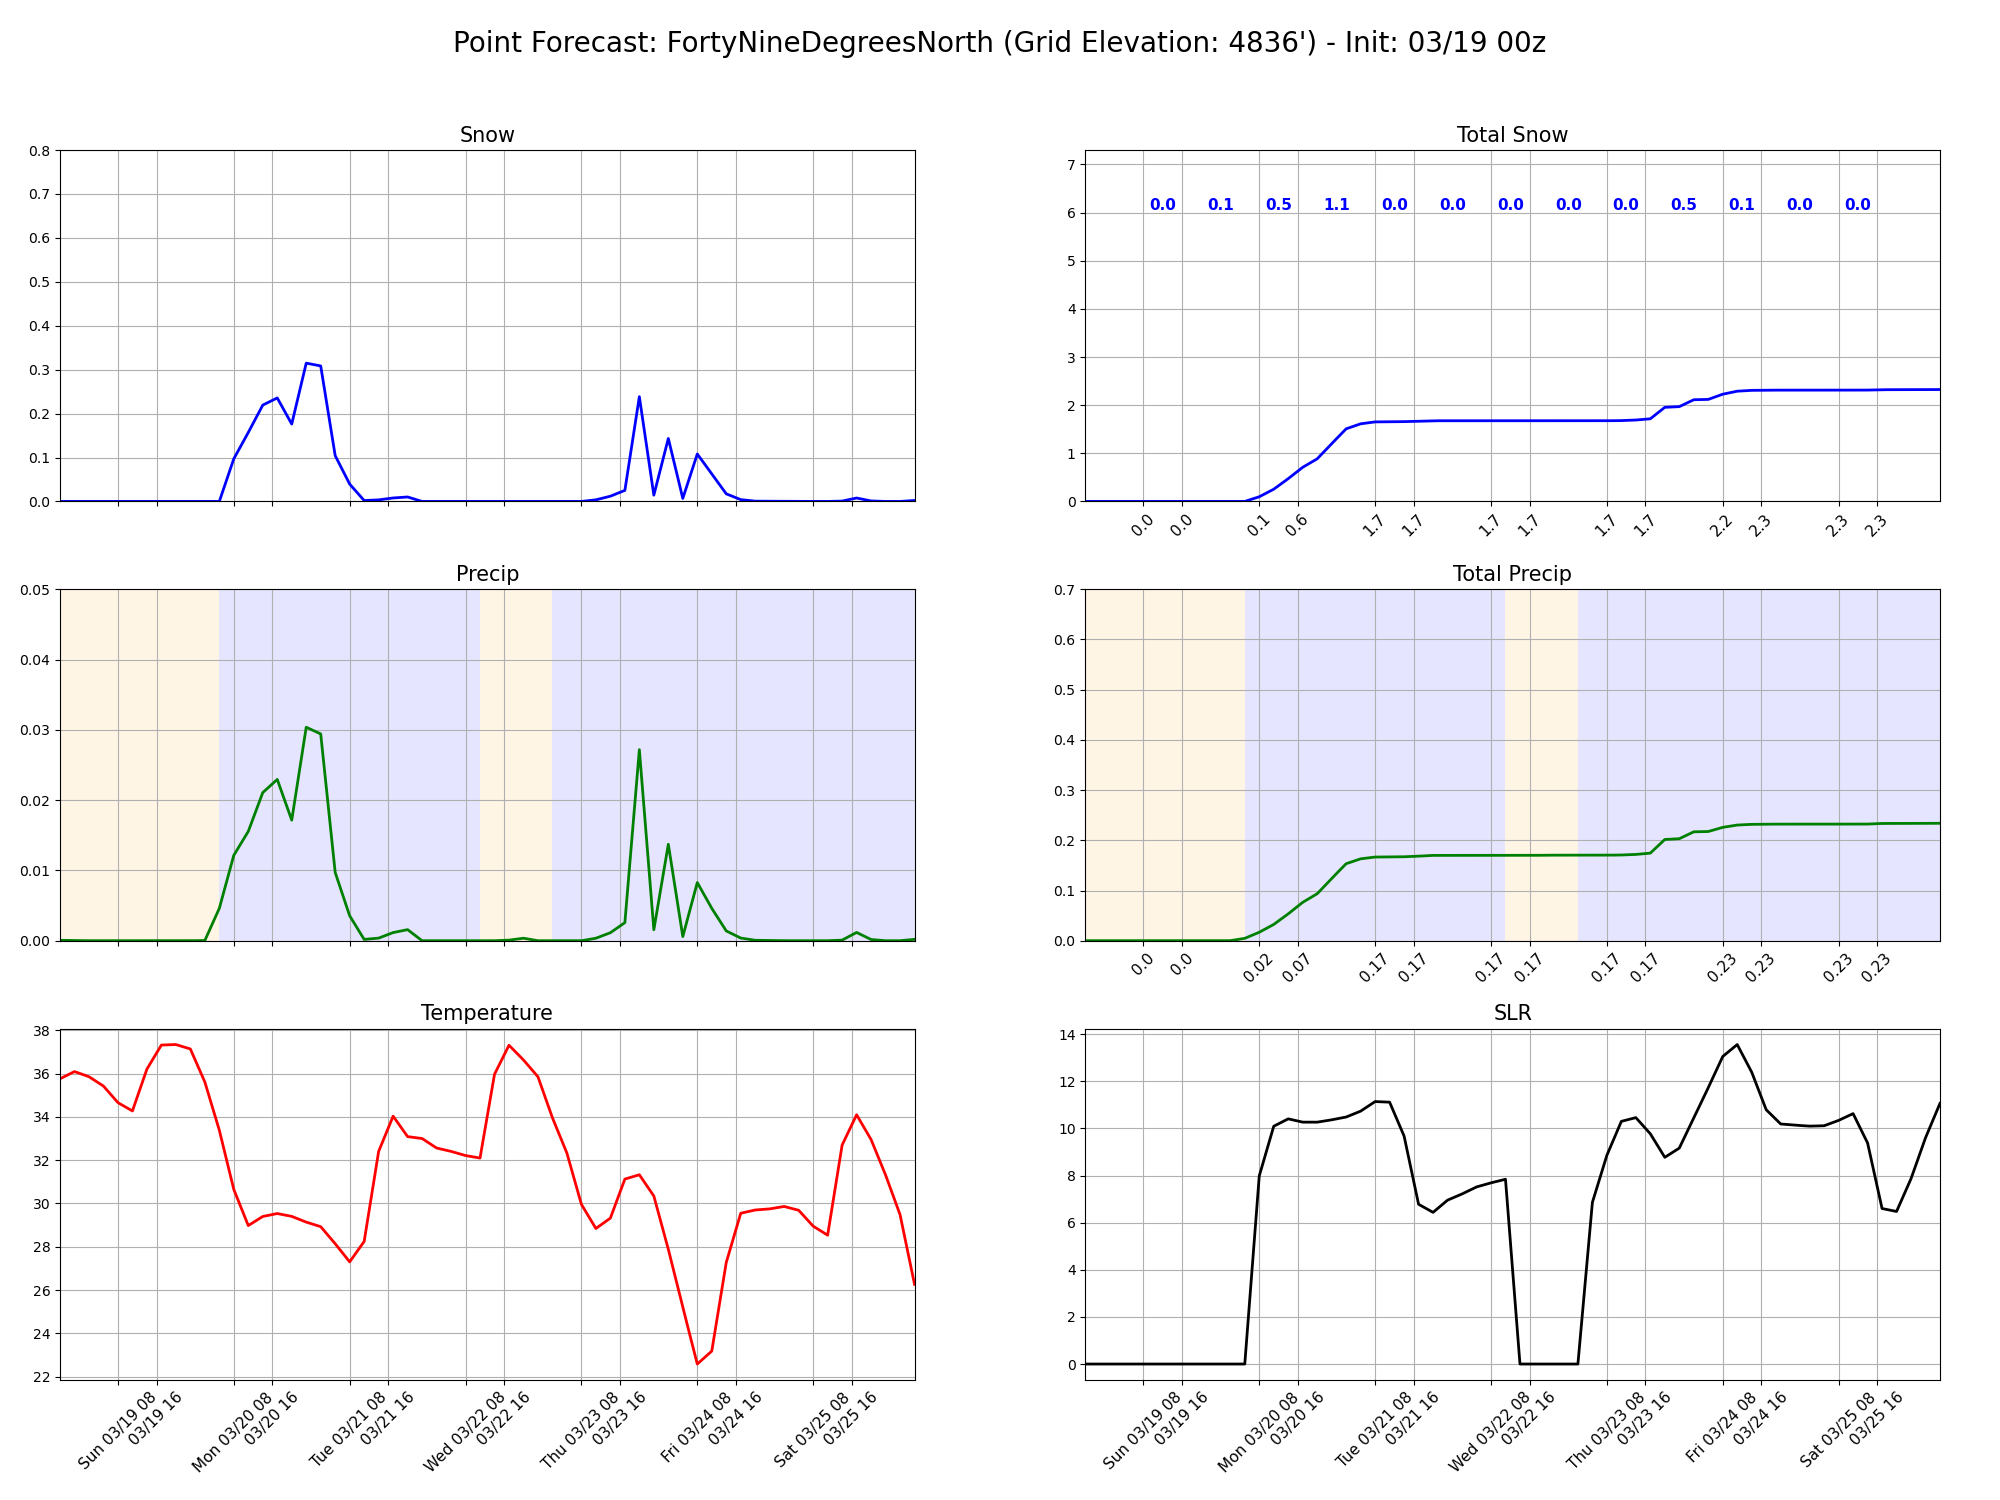 Point Forecast: FortyNineDegreesNorth (Grid Elevation: 4836') - Init: 03/19 00z
Snow
0.8
0.7
0.6
0.5
0.4
0.3
0.2
0.1
0.0
Total Snow
7
6
5
4
3
2
1
0
0.0 0.1 0.5 1.1 0.0 0.0 0.0 0.0 0.0 0.5 0.1 0.0 0.0
0.0 0.0 0.1 0.6 1.7 1.7 1.7 1.7 1.7 1.7 2.2 2.3 2.3 2.3
Precip
0.05
0.04
0.03
0.02
0.01
0.00
Total Precip
0.7
0.6
0.5
0.4
0.3
0.2
0.1
0.0
0.0 0.0 0.02 0.07 0.17 0.17 0.17 0.17 0.17 0.17 0.23 0.23 0.23 0.23
Temperature
38
36
34
32
30
28
26
24
22
Sun 03/19 08
03/19 16
Mon 03/20 08
03/20 16
Tue 03/21 08
03/21 16
Wed 03/22 08
03/22 16
Thu 03/23 08
03/23 16
Fri 03/24 08
03/24 16
Sat 03/25 08
03/25 16
SLR
14
12
10
8
6
4
2
0
Sun 03/19 08
03/19 16
Mon 03/20 08
03/20 16
Tue 03/21 08
03/21 16
Wed 03/22 08
03/22 16
Thu 03/23 08
03/23 16
Fri 03/24 08
03/24 16
Sat 03/25 08
03/25 16